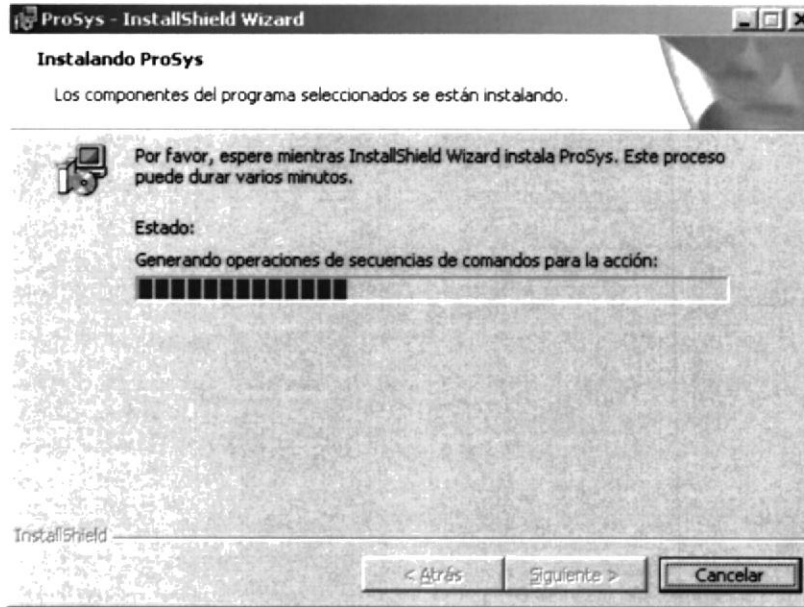 ProSys - InstallShield Wizard
Instalando ProSys
Los componentes del programa seleccionados se están instalando.
Por favor, espere mientras InstallShield Wizard instala ProSys. Este proceso
puede durar varios minutos.
Estado:
Generando operaciones de secuencias de comandos para la acción:
InstallShield
< Atrás
Siguiente >
Cancelar